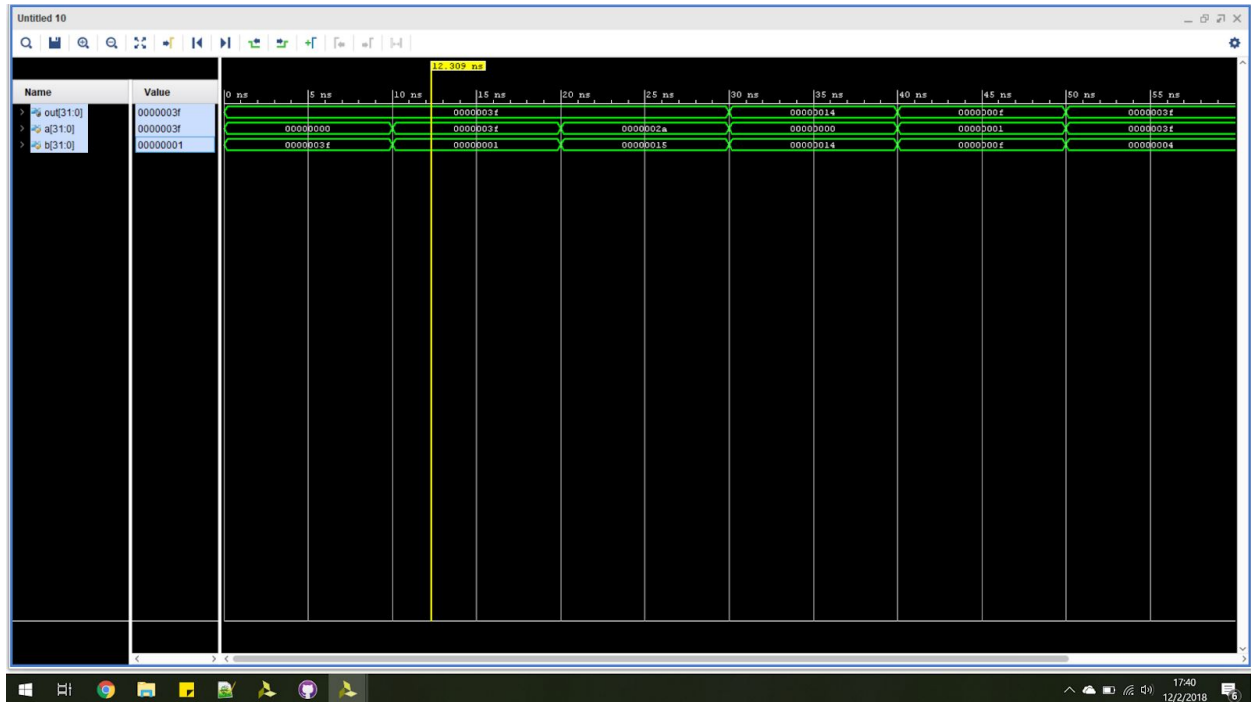 Untitled 10
12.309 ns
Name Value
0 ns 5 ns 10 ns 15 ns 20 ns 25 ns 30 ns 35 ns 40 ns 45 ns 50 ns 55 ns
out[31:0] 0000003f 0000003f 00000014 0000000f 0000003f
a[31:0] 0000003f 00000000 0000003f 0000002a 00000000 00000001 0000003f
b[31:0] 00000001 0000003f 00000001 00000015 00000014 0000000f 00000004
17:40
12/2/2018
6